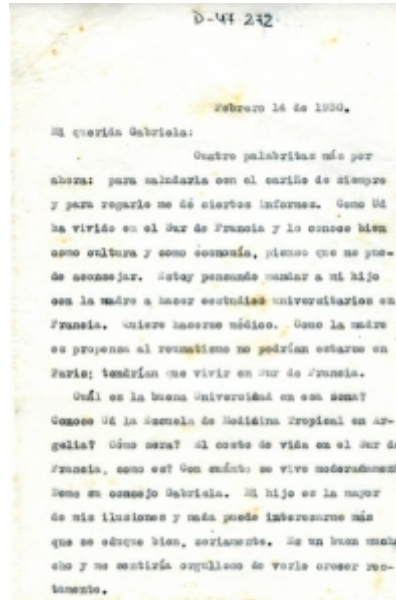 D-47 272
Febrero 14 de 1930.
Mi querida Gabriela:
Cuatro palabritas más por
ahora: para saludarla con el cariño de siempre
y para rogarle me dé ciertos informes. Como Ud
ha vivido en el Sur de Francia y lo conoce bien
como cultura y como economía, pienso que me pue-
de aconsejar. Estoy pensando mandar a mi hijo
con la madre a hacer estudios universitarios en
Francia. Quiere hacerse médico. Como la madre
es propensa al reumatismo no podrían estarse en
Paris; tendrían que vivir en Sur de Francia.
Cuál es la buena Universidad en esa zona?
Conoce Ud la Escuela de Medicina Tropical en Ar-
gelia? Cómo sera? El costo de vida en el Sur de
Francia, como es? Con cuánto se vive moderadament
Deme su consejo Gabriela. Mi hijo es la mayor
de mis ilusiones y nada puede interesarme más
que se eduque bien, seriamente. Es un buen mucha
cho y me sentiría orgulloso de verlo crecer rec-
tamente.